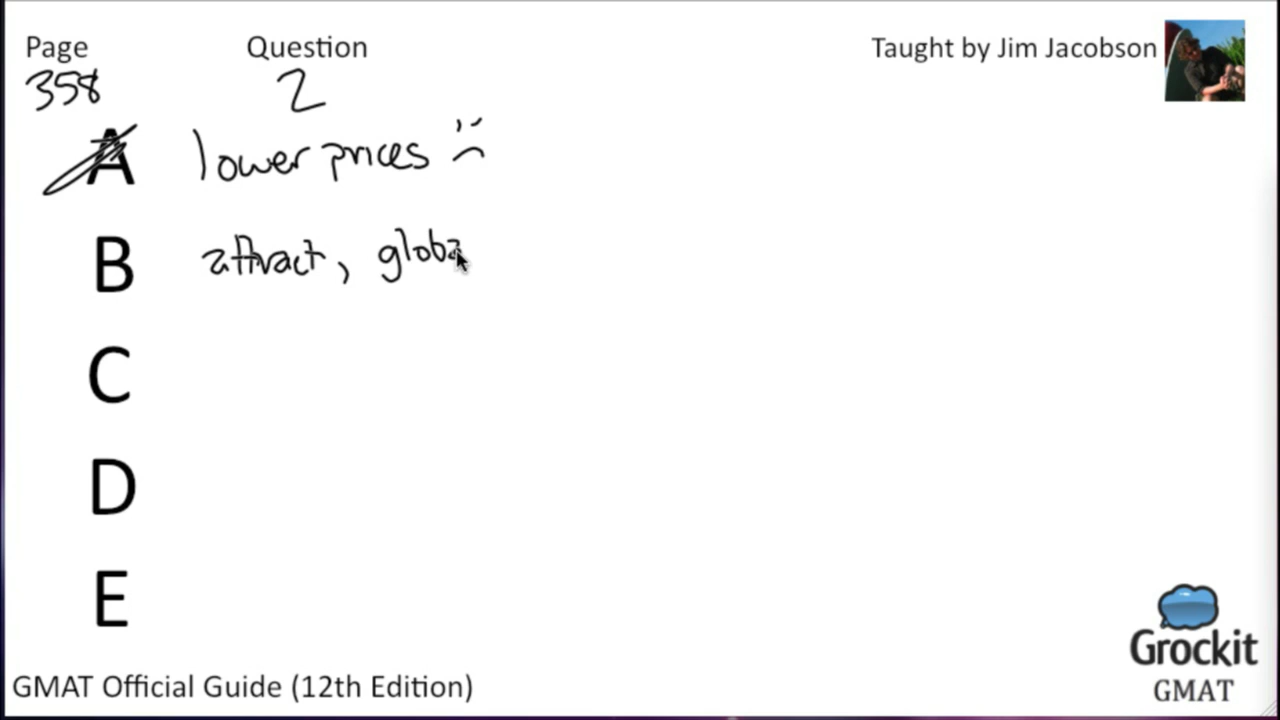 Page Question Taught by Jim Jacobson
358 2
A lower prices
B attract, globa
C
D
E
Grockit
GMAT
GMAT Official Guide (12th Edition)